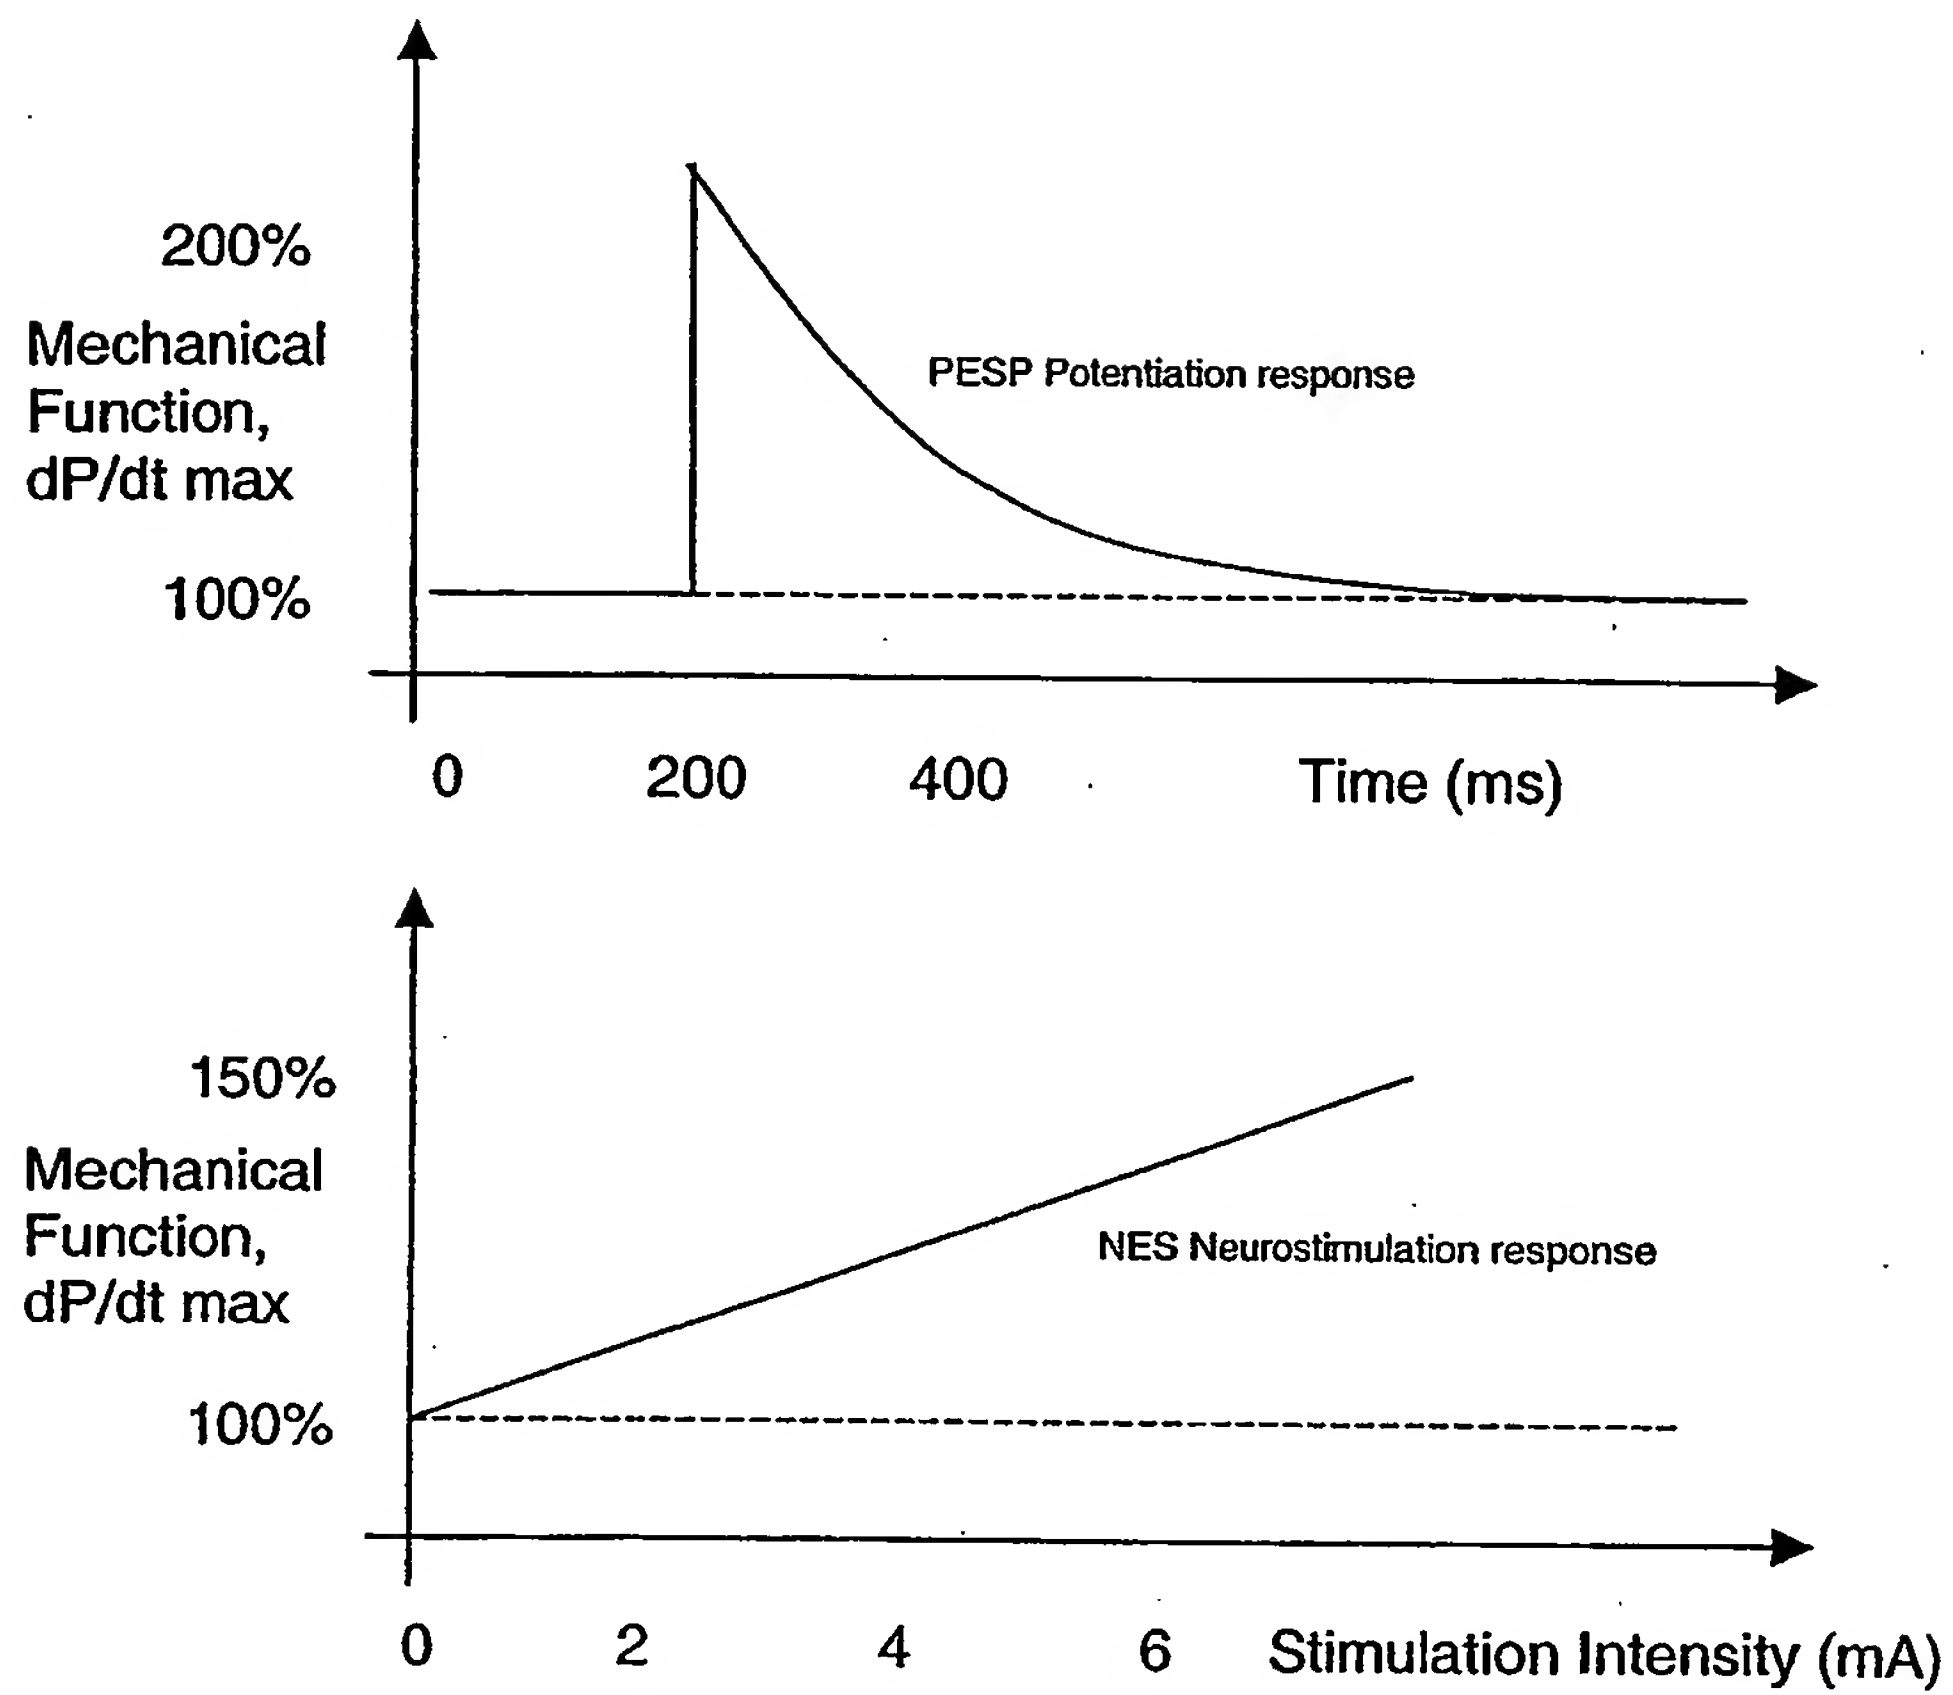 200%
Mechanical
Function,
dP/dt max
PESP Potentiation response
100%
0 200 400 Time (ms)
150%
Mechanical
Function,
dP/dt max
NES Neurostimulation response
100%
0 2 4 6 Stimulation Intensity (mA)